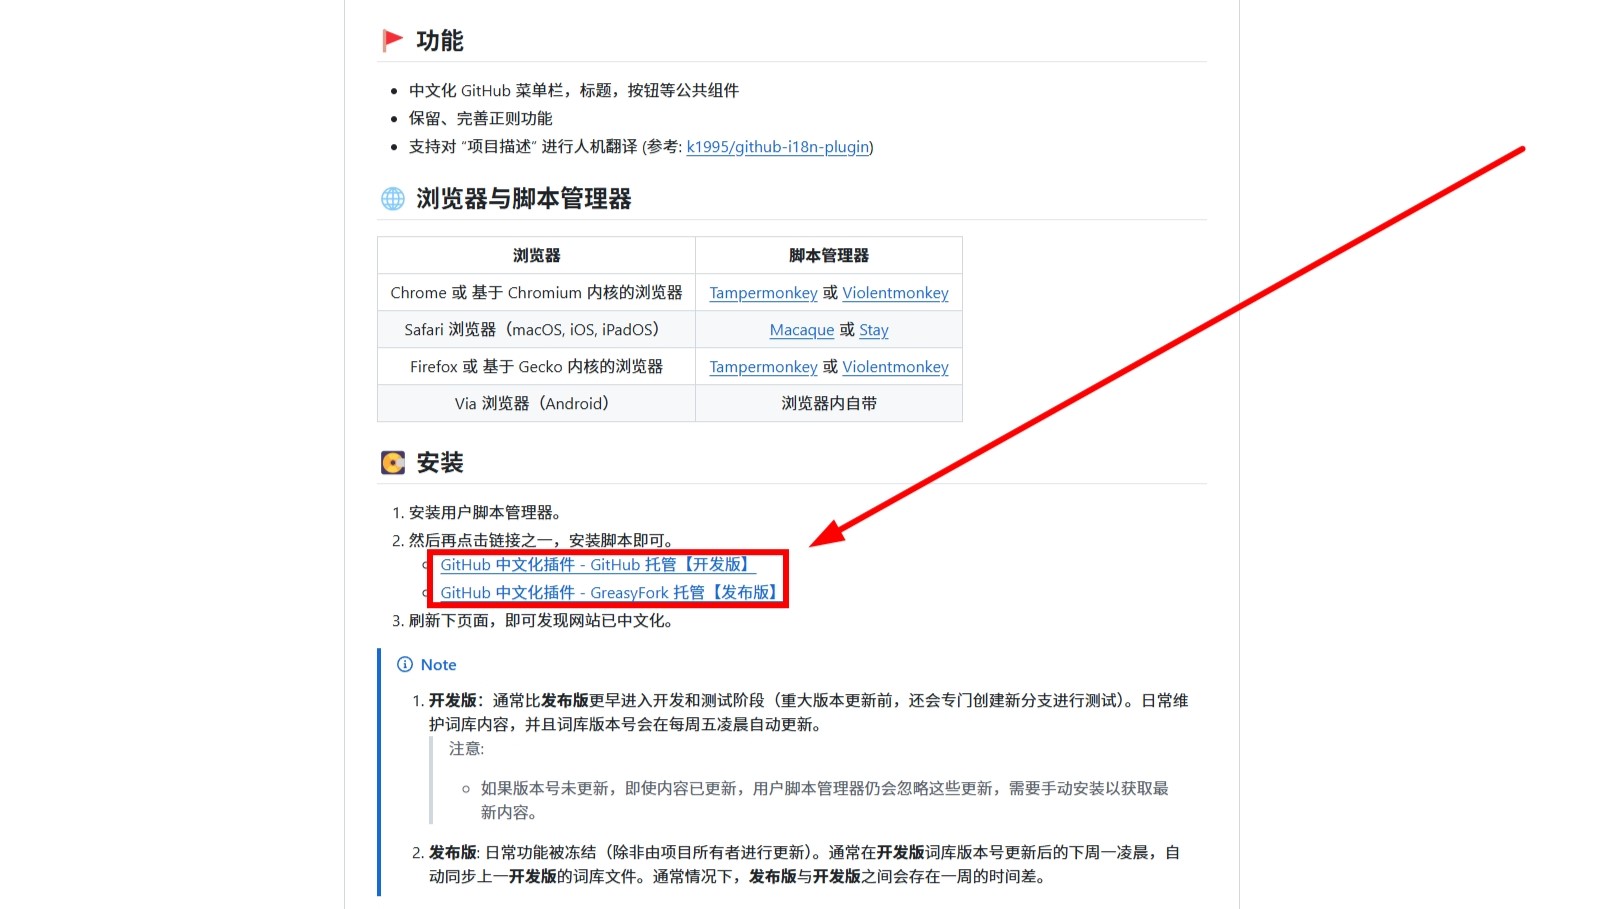 功能
中文化 GitHub 菜单栏，标题，按钮等公共组件
保留、完善正则功能
支持对 “项目描述” 进行人机翻译 (参考: k1995/github-i18n-plugin)
浏览器与脚本管理器
浏览器 脚本管理器
Chrome 或 基于 Chromium 内核的浏览器 Tampermonkey 或 Violentmonkey
Safari 浏览器（macOS, iOS, iPadOS） Macaque 或 Stay
Firefox 或 基于 Gecko 内核的浏览器 Tampermonkey 或 Violentmonkey
Via 浏览器（Android） 浏览器内自带
安装
1. 安装用户脚本管理器。
2. 然后再点击链接之一，安装脚本即可。
GitHub 中文化插件 - GitHub 托管【开发版】
GitHub 中文化插件 - GreasyFork 托管【发布版】
3. 刷新下页面，即可发现网站已中文化。
Note
1. 开发版：通常比发布版更早进入开发和测试阶段（重大版本更新前，还会专门创建新分支进行测试）。日常维
护词库内容，并且词库版本号会在每周五凌晨自动更新。
注意:
如果版本号未更新，即使内容已更新，用户脚本管理器仍会忽略这些更新，需要手动安装以获取最
新内容。
2. 发布版: 日常功能被冻结（除非由项目所有者进行更新）。通常在开发版词库版本号更新后的下周一凌晨，自
动同步上一开发版的词库文件。通常情况下，发布版与开发版之间会存在一周的时间差。